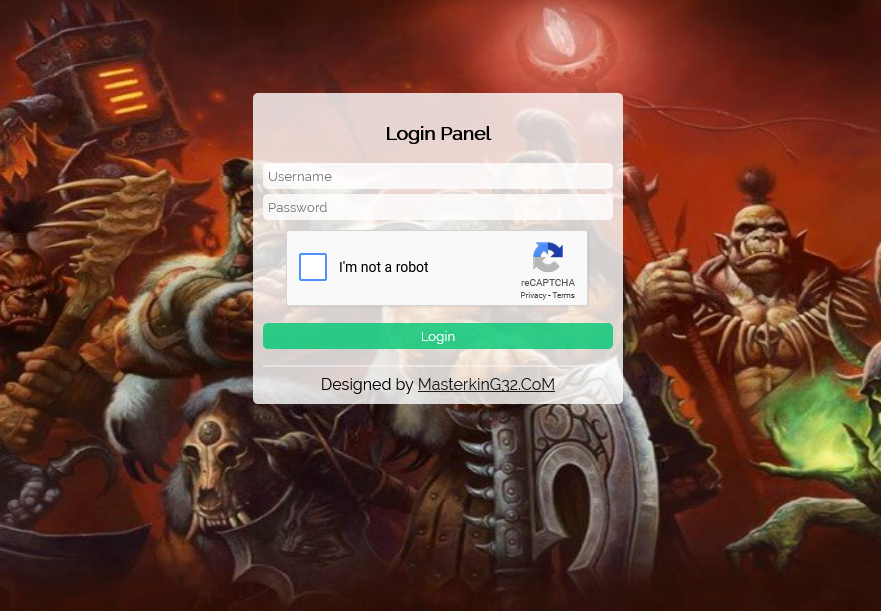 Login Panel
Username
Password
I'm not a robot
reCAPTCHA
Privacy - Terms
Login
Designed by MasterkinG32.CoM